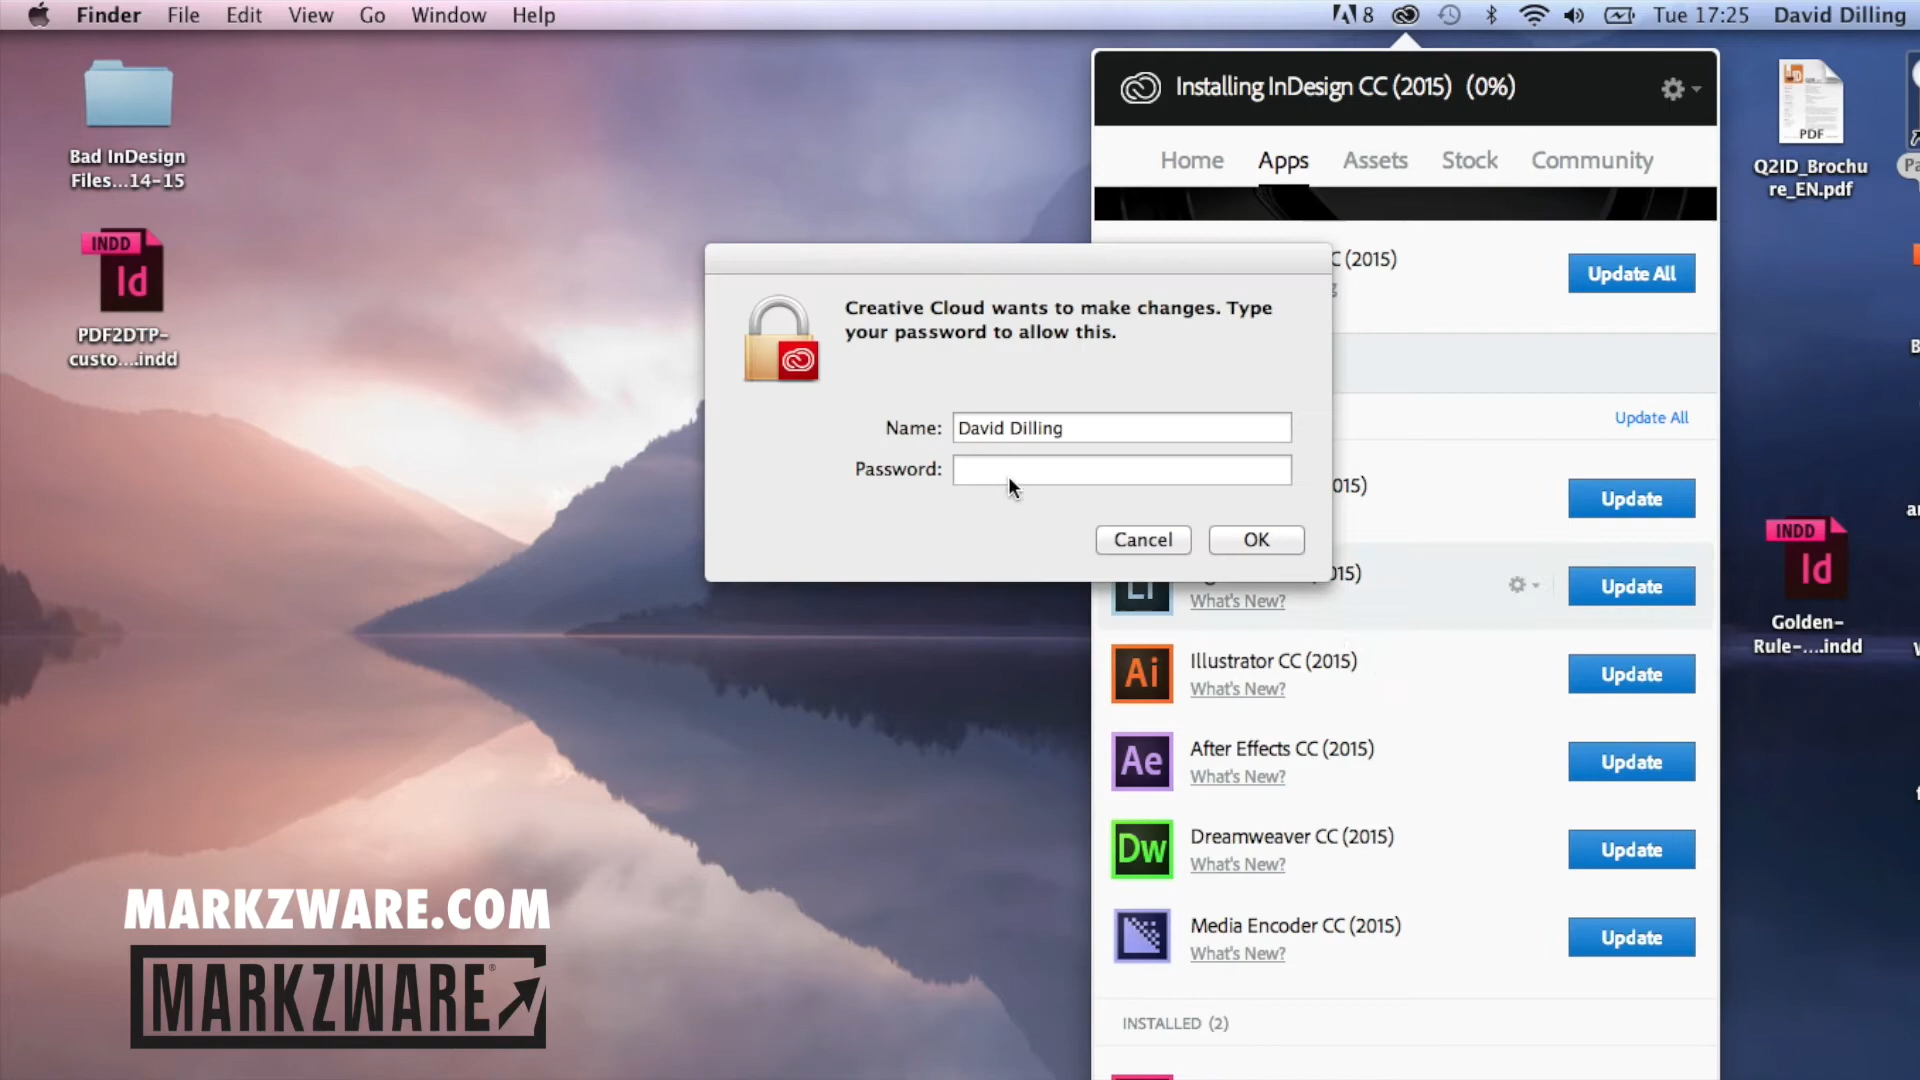 Finder File Edit View Go Window Help
8 Tue 17:25 David Dilling
Bad InDesign
Files...14-15
INDD
Id
PDF2DTP-
custo....indd
Installing InDesign CC (2015) (0%)
Home Apps Assets Stock Community
C (2015)
Update All
Creative Cloud wants to make changes. Type
your password to allow this.
Name: David Dilling
Password:
Cancel OK
Update All
015)
Update
015)
What's New?
Update
Ai
Illustrator CC (2015)
What's New?
Update
Ae
After Effects CC (2015)
What's New?
Update
Dw
Dreamweaver CC (2015)
What's New?
Update
Media Encoder CC (2015)
What's New?
Update
INSTALLED (2)
PDF
Q2ID_Brochu
re_EN.pdf
INDD
Id
Golden-
Rule-....indd
MARKZWARE.COM
MARKZWARE®